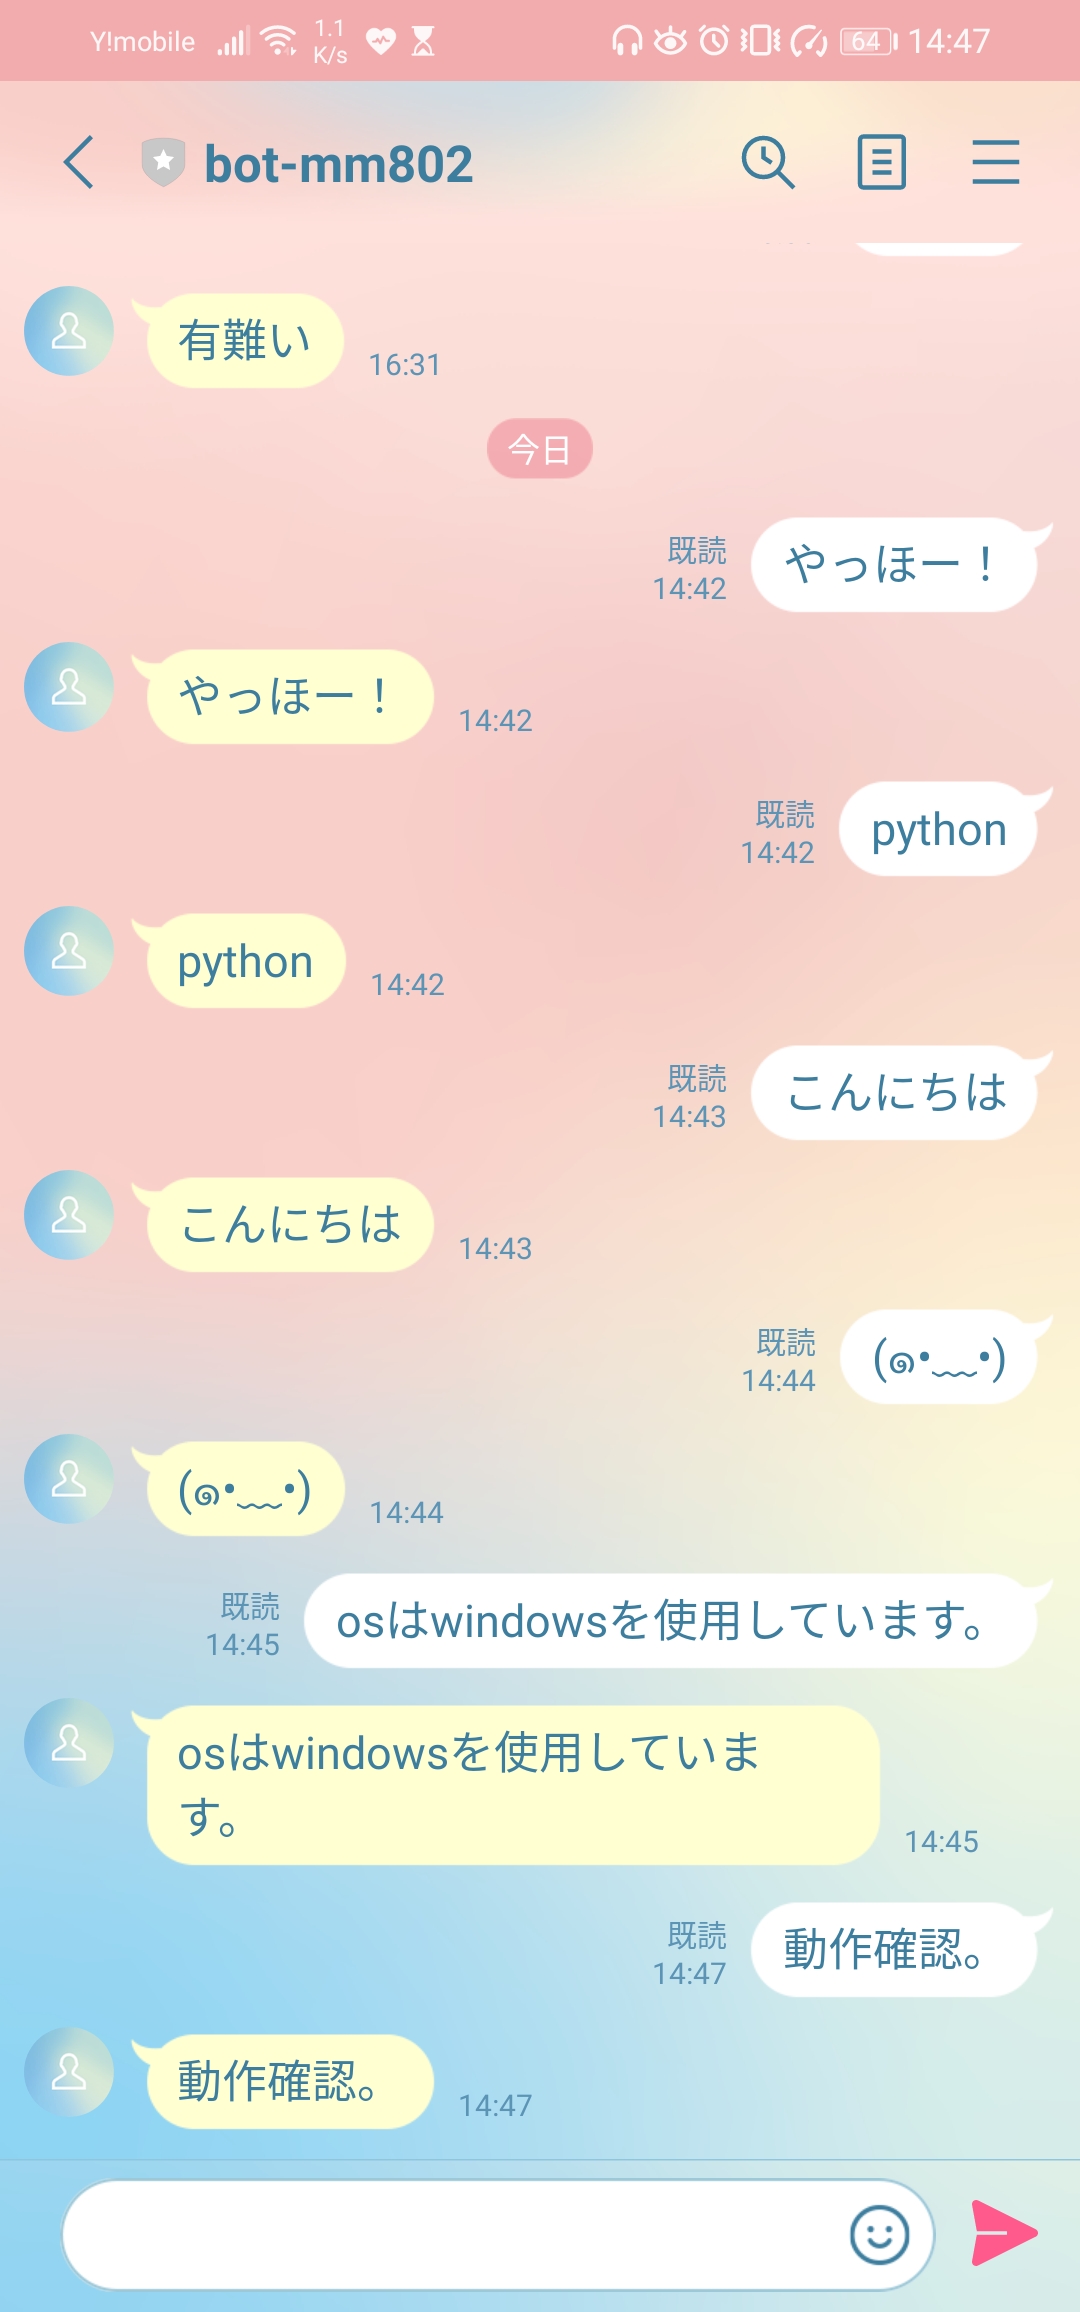 Y!mobile 1.1 K/s 64 14:47
bot-mm802
有難い
16:31
今日
既読
14:42
やっほー！
やっほー！
14:42
既読
14:42
python
python
14:42
既読
14:43
こんにちは
こんにちは
14:43
既読
14:44
(๑•﹏•)
(๑•﹏•)
14:44
既読
14:45
osはwindowsを使用しています。
osはwindowsを使用していま
す。
14:45
既読
14:47
動作確認。
動作確認。
14:47